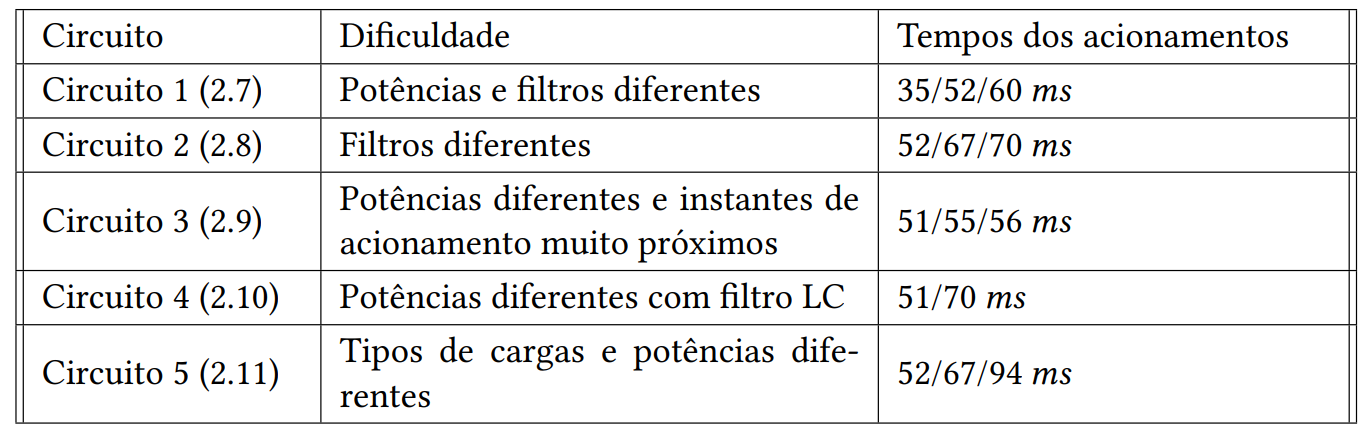 Circuito Dificuldade Tempos dos acionamentos
Circuito 1 (2.7) Potências e filtros diferentes 35/52/60 ms
Circuito 2 (2.8) Filtros diferentes 52/67/70 ms
Circuito 3 (2.9) Potências diferentes e instantes de
acionamento muito próximos 51/55/56 ms
Circuito 4 (2.10) Potências diferentes com filtro LC 51/70 ms
Circuito 5 (2.11) Tipos de cargas e potências dife-
rentes 52/67/94 ms